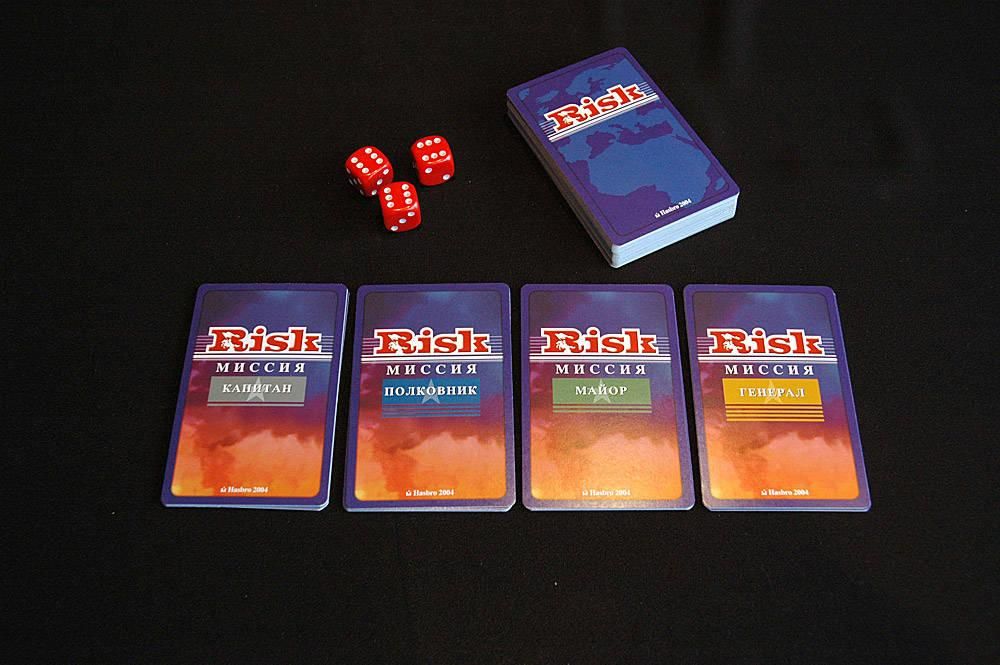 Risk
Hasbro 2004
Risk
МИССИЯ
КАПИТАН
Hasbro 2004
Risk
МИССИЯ
ПОЛКОВНИК
Hasbro 2004
Risk
МИССИЯ
МАЙОР
Hasbro 2004
Risk
МИССИЯ
ГЕНЕРАЛ
Hasbro 2004